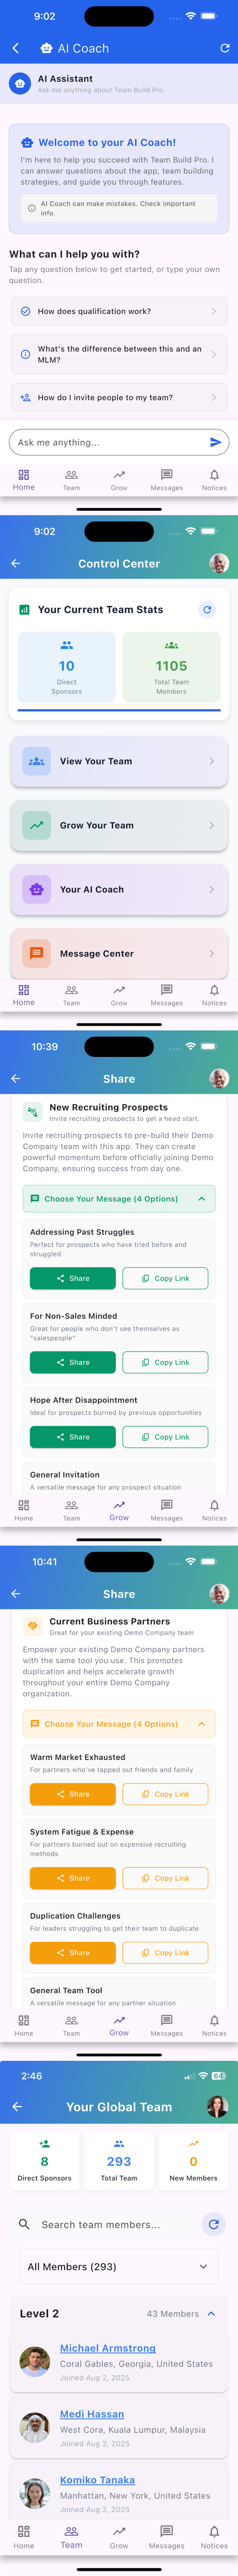 9:02
AI Coach
AI Assistant
Ask me anything about Team Build Pro
Welcome to your AI Coach!
I'm here to help you succeed with Team Build Pro. I
can answer questions about the app, team building
strategies, and guide you through features.
AI Coach can make mistakes. Check important
info.
What can I help you with?
Tap any question below to get started, or type your own
question.
How does qualification work?
What's the difference between this and an
MLM?
How do I invite people to my team?
Ask me anything...
Home Team Grow Messages Notices
9:02
Control Center
Your Current Team Stats
10
Direct
Sponsors
1105
Total Team
Members
View Your Team
Grow Your Team
Your AI Coach
Message Center
Home Team Grow Messages Notices
10:39
Share
New Recruiting Prospects
Invite recruiting prospects to get a head start.
Invite recruiting prospects to pre-build their Demo
Company team with this app. They can create
powerful momentum before officially joining Demo
Company, ensuring success from day one.
Choose Your Message (4 Options)
Addressing Past Struggles
Perfect for prospects who have tried before and
struggled
Share Copy Link
For Non-Sales Minded
Great for people who don't see themselves as
"salespeople"
Share Copy Link
Hope After Disappointment
Ideal for prospects burned by previous opportunities
Share Copy Link
General Invitation
A versatile message for any prospect situation
Home Team Grow Messages Notices
10:41
Share
Current Business Partners
Great for your existing Demo Company team
Empower your existing Demo Company partners
with the same tool you use. This promotes
duplication and helps accelerate growth
throughout your entire Demo Company
organization.
Choose Your Message (4 Options)
Warm Market Exhausted
For partners who've tapped out friends and family
Share Copy Link
System Fatigue & Expense
For partners burned out on expensive recruiting
methods
Share Copy Link
Duplication Challenges
For leaders struggling to get their team to duplicate
Share Copy Link
General Team Tool
A versatile message for any partner situation
Home Team Grow Messages Notices
2:46 64
Your Global Team
8
Direct Sponsors
293
Total Team
0
New Members
Search team members...
All Members (293)
Level 2 43 Members
Michael Armstrong
Coral Gables, Georgia, United States
Joined Aug 2, 2025
Medi Hassan
West Cora, Kuala Lumpur, Malaysia
Joined Aug 2, 2025
Komiko Tanaka
Manhattan, New York, United States
Joined Aug 2, 2025
Home Team Grow Messages Notices